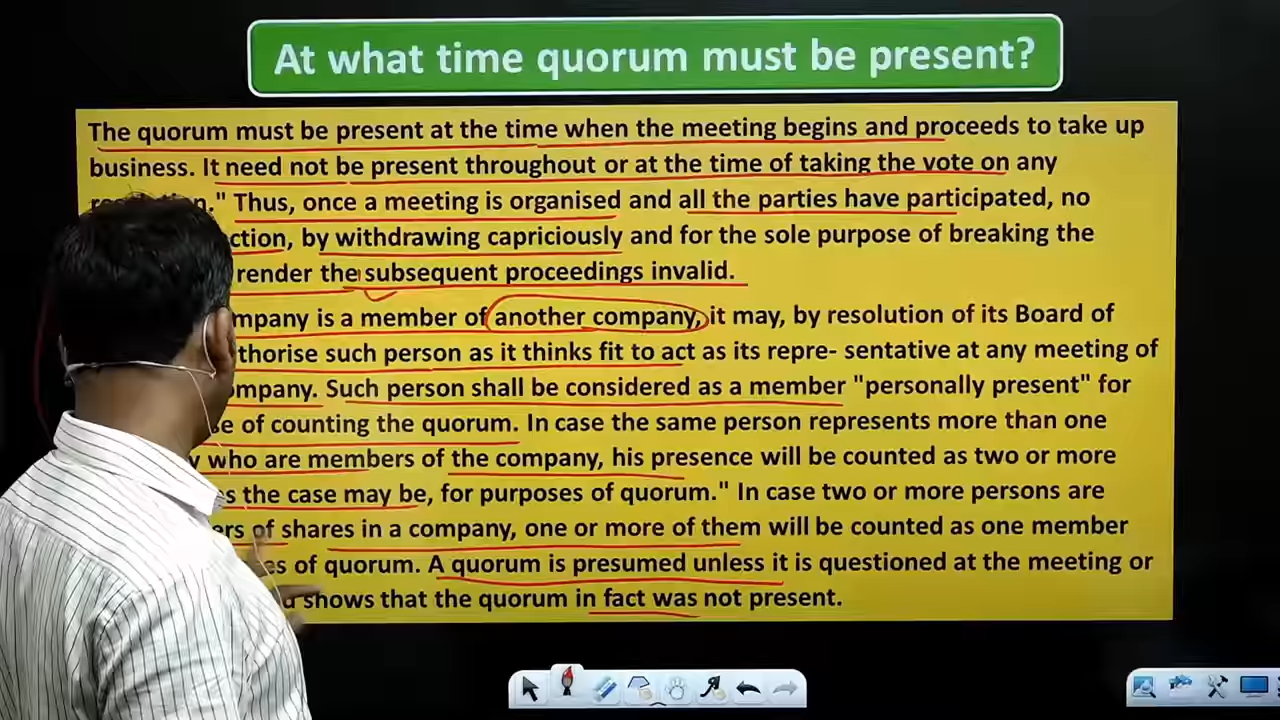 At what time quorum must be present?
The quorum must be present at the time when the meeting begins and proceeds to take up
business. It need not be present throughout or at the time of taking the vote on any
Thus, once a meeting is organised and all the parties have participated, no
ction, by withdrawing capriciously and for the sole purpose of breaking the
render the subsequent proceedings invalid.
mpany is a member of another company, it may, by resolution of its Board of
thorise such person as it thinks fit to act as its repre- sentative at any meeting of
ompany. Such person shall be considered as a member "personally present" for
se of counting the quorum. In case the same person represents more than one
y who are members of the company, his presence will be counted as two or more
s the case may be, for purposes of quorum." In case two or more persons are
ers of shares in a company, one or more of them will be counted as one member
es of quorum. A quorum is presumed unless it is questioned at the meeting or
shows that the quorum in fact was not present.